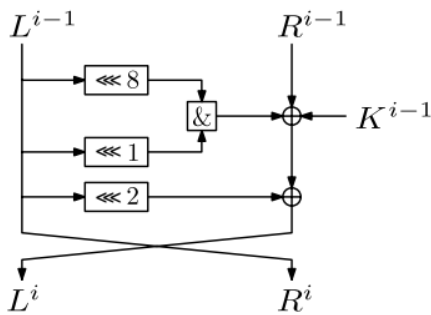 L^{i-1} R^{i-1}
⋘ 8
&
K^{i-1}
⋘ 1
⋘ 2
L^i R^i